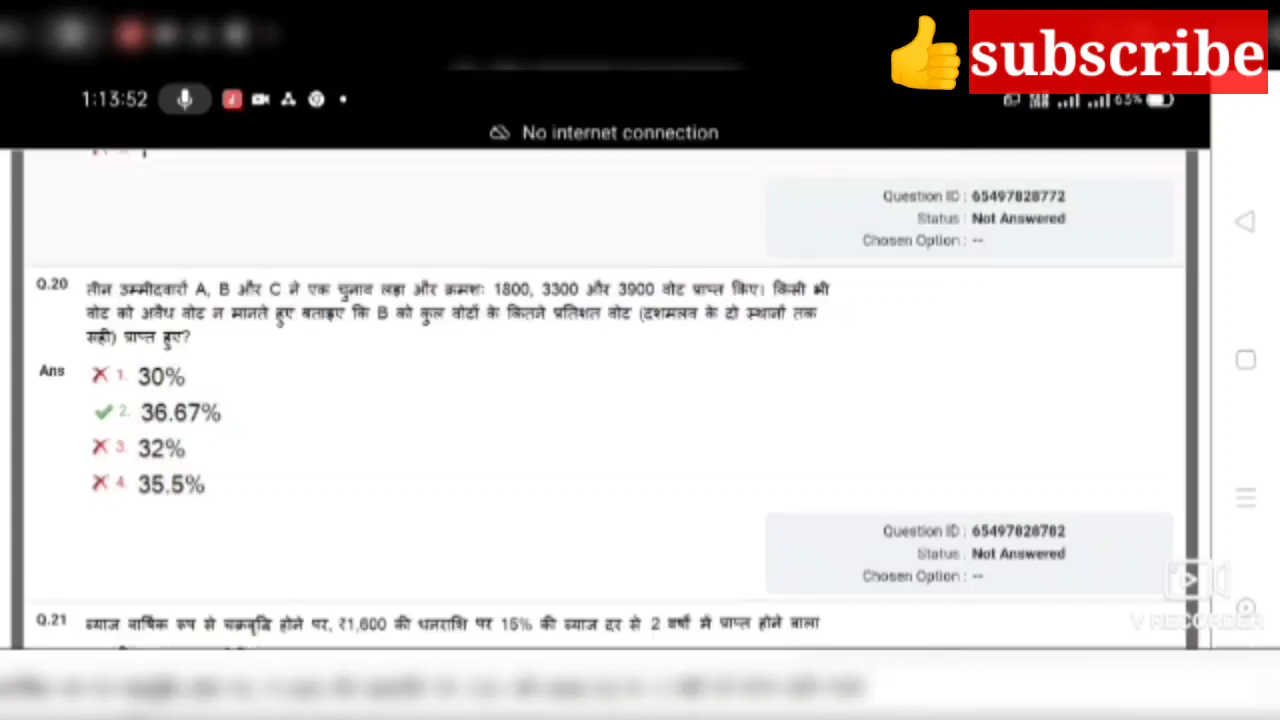 subscribe
1:13:52
63%
No internet connection
Question ID : 65497828772
Status : Not Answered
Chosen Option : --
Q.20 तीन उम्मीदवारों A, B और C ने एक चुनाव लड़ा और क्रमशः 1800, 3300 और 3900 वोट प्राप्त किए। किसी भी
वोट को अवैध वोट न मानते हुए बताइए कि B को कुल वोटों के कितने प्रतिशत वोट (दशमलव के दो स्थानों तक
सही) प्राप्त हुए?
Ans 1. 30%
2. 36.67%
3. 32%
4. 35.5%
Question ID : 65497828782
Status : Not Answered
Chosen Option : --
V RECORDER
Q.21 ब्याज वार्षिक रूप से चक्रवृद्धि होने पर, ₹1,600 की धनराशि पर 15% की ब्याज दर से 2 वर्षों में प्राप्त होने वाला